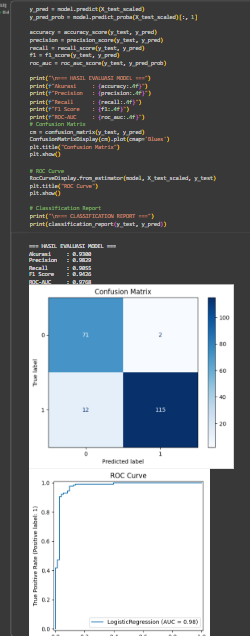 y_pred = model.predict(X_test_scaled)
y_pred_prob = model.predict_proba(X_test_scaled)[:, 1]
accuracy = accuracy_score(y_test, y_pred)
precision = precision_score(y_test, y_pred)
recall = recall_score(y_test, y_pred)
f1 = f1_score(y_test, y_pred)
roc_auc = roc_auc_score(y_test, y_pred_prob)
print("\n=== HASIL EVALUASI MODEL ===")
print(f"Akurasi : {accuracy:.4f}")
print(f"Precision : {precision:.4f}")
print(f"Recall : {recall:.4f}")
print(f"F1 Score : {f1:.4f}")
print(f"ROC-AUC : {roc_auc:.4f}")
# Confusion Matrix
cm = confusion_matrix(y_test, y_pred)
ConfusionMatrixDisplay(cm).plot(cmap='Blues')
plt.title("Confusion Matrix")
plt.show()
# ROC Curve
RocCurveDisplay.from_estimator(model, X_test_scaled, y_test)
plt.title("ROC Curve")
plt.show()
# Classification Report
print("\n=== CLASSIFICATION REPORT ===")
print(classification_report(y_test, y_pred))
=== HASIL EVALUASI MODEL ===
Akurasi : 0.9300
Precision : 0.9829
Recall : 0.9055
F1 Score : 0.9426
ROC-AUC : 0.9768
Confusion Matrix
0
71
2
1
12
115
0
1
True label
Predicted label
100
80
60
40
20
ROC Curve
True Positive Rate (Positive label: 1)
1.0
0.8
0.6
0.4
0.2
0.0
LogisticRegression (AUC = 0.98)